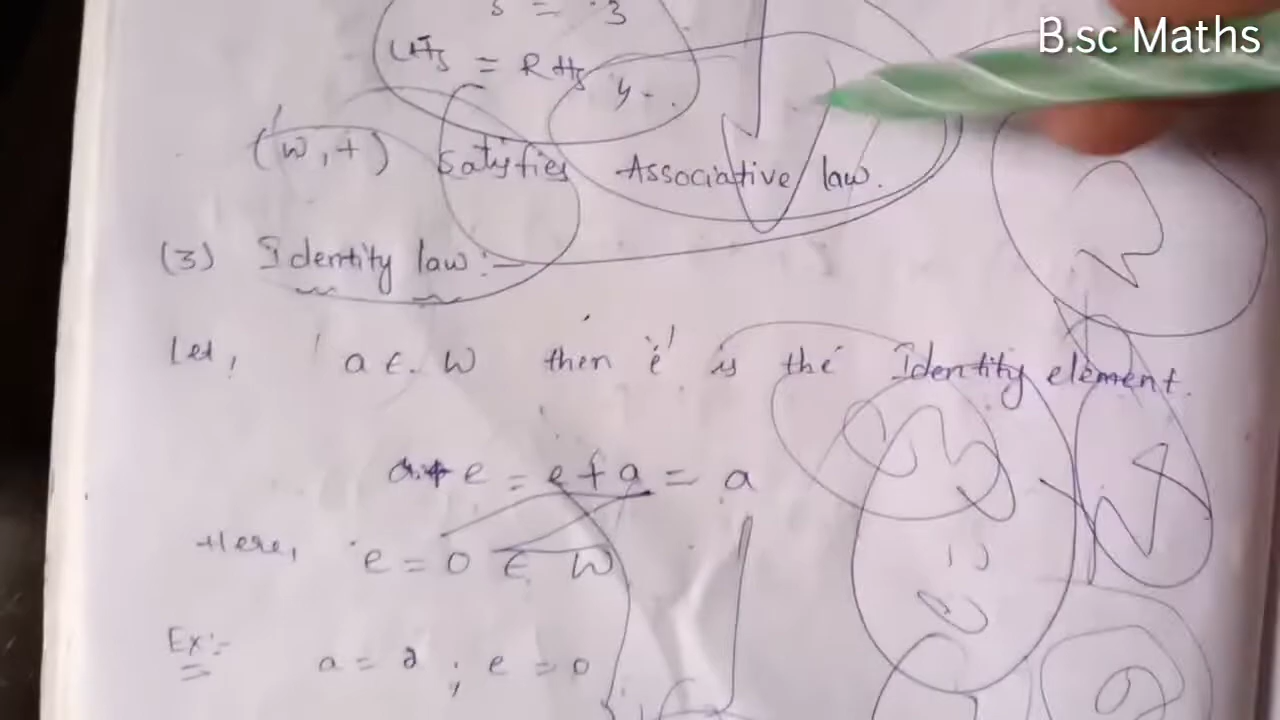 B.sc Maths
LHS = RHS
(W, +) Satisfies Associative law.
(3) Identity law :-
Let, a ∈ W then 'e' is the Identity element.
a + e = e + a = a
Here, e = 0 ∈ W
Ex:- a = 2 ; e = 0